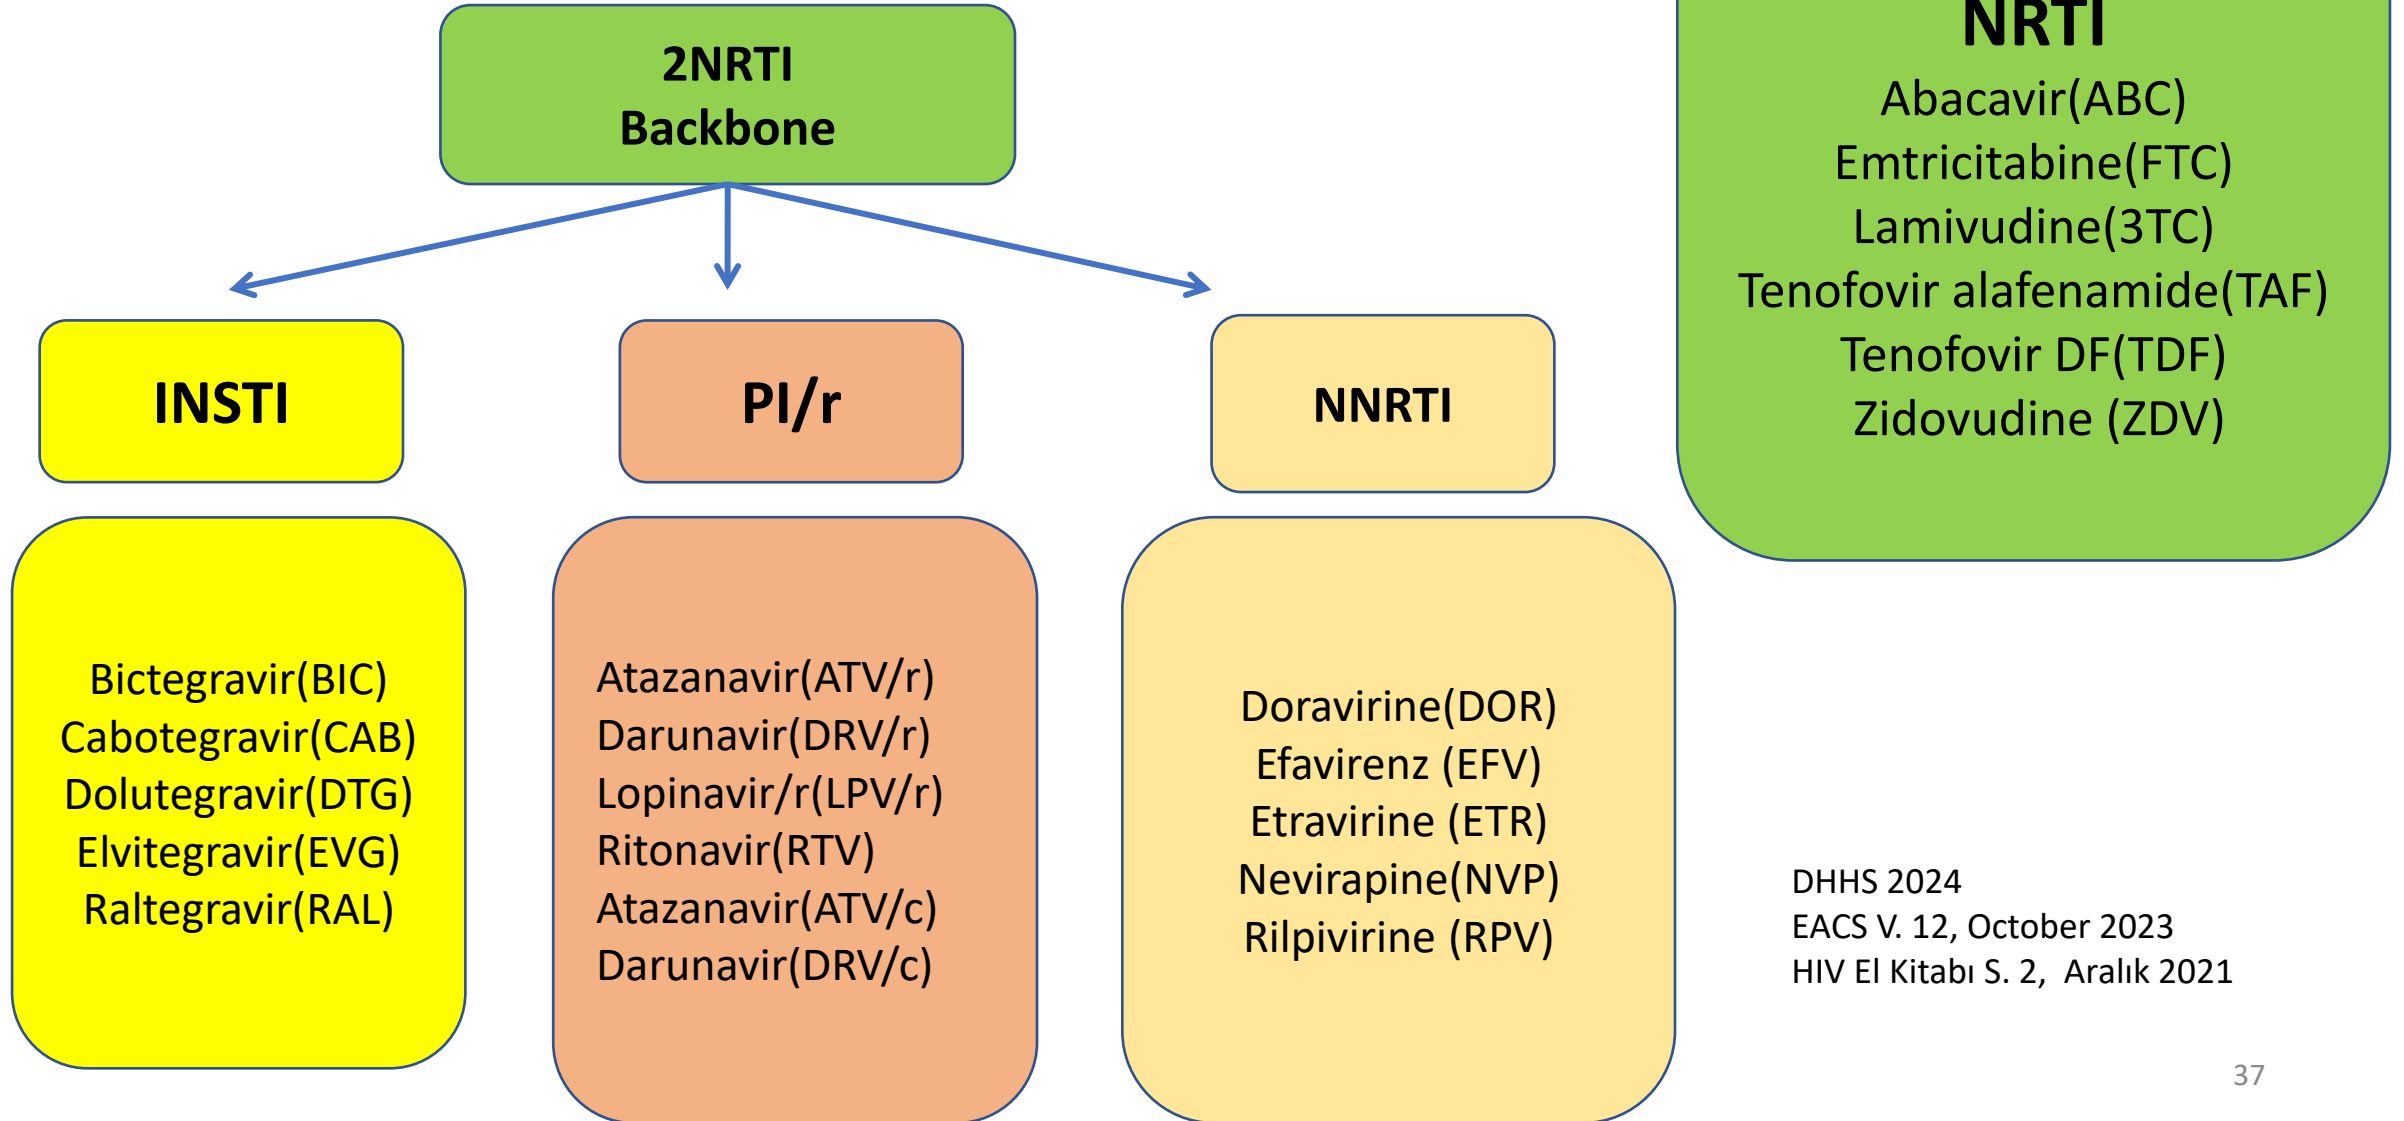 2NRTI
Backbone
NRTI
Abacavir(ABC)
Emtricitabine(FTC)
Lamivudine(3TC)
Tenofovir alafenamide(TAF)
Tenofovir DF(TDF)
Zidovudine (ZDV)
INSTI
PI/r
NNRTI
Bictegravir(BIC)
Cabotegravir(CAB)
Dolutegravir(DTG)
Elvitegravir(EVG)
Raltegravir(RAL)
Atazanavir(ATV/r)
Darunavir(DRV/r)
Lopinavir/r(LPV/r)
Ritonavir(RTV)
Atazanavir(ATV/c)
Darunavir(DRV/c)
Doravirine(DOR)
Efavirenz (EFV)
Etravirine (ETR)
Nevirapine(NVP)
Rilpivirine (RPV)
DHHS 2024
EACS V. 12, October 2023
HIV El Kitabı S. 2,  Aralık 2021
37